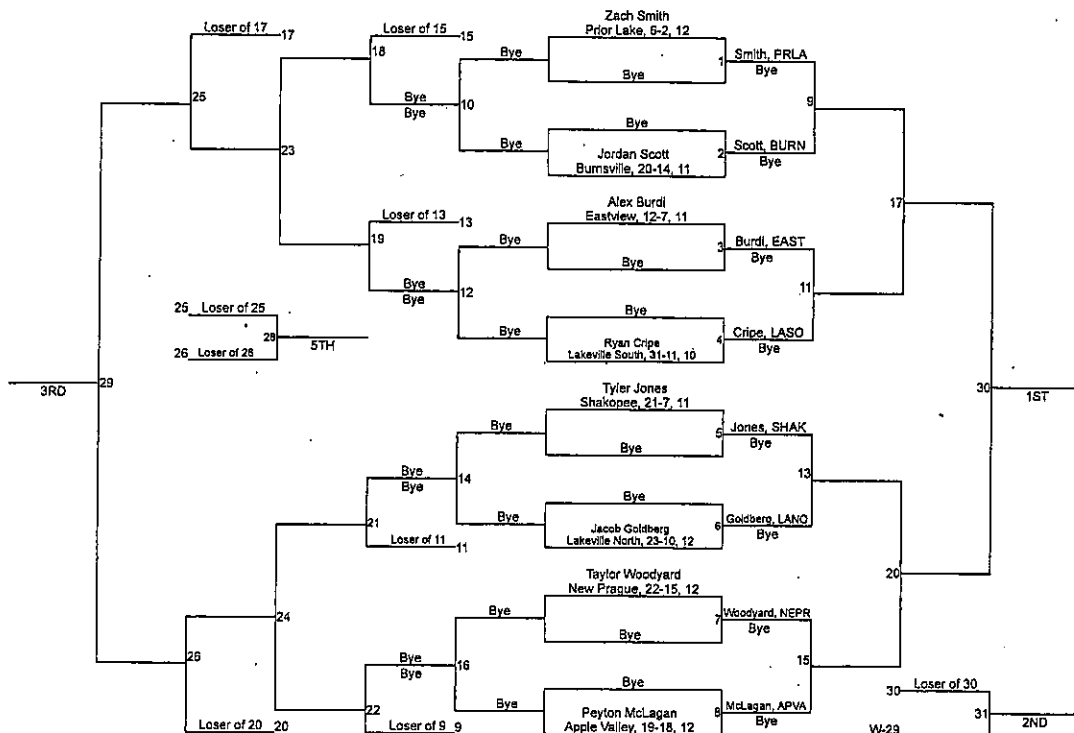 Zach Smith
Prior Lake, 6-2, 12
Loser of 17
17
Loser of 15
15
18
Bye
1
Smith, PRLA
Bye
Bye
25
Bye
Bye
10
9
Bye
Bye
23
Jordan Scott
Burnsville, 20-14, 11
2
Scott, BURN
Bye
Alex Burdi
Eastview, 12-7, 11
17
Loser of 13
13
19
Bye
3
Burdi, EAST
Bye
Bye
Bye
Bye
12
11
25
Loser of 25
Bye
28
5TH
Ryan Cripe
Lakeville South, 31-11, 10
4
Cripe, LASO
Bye
26
Loser of 26
3RD
29
30
1ST
Tyler Jones
Shakopee, 21-7, 11
Bye
5
Jones, SHAK
Bye
Bye
Bye
Bye
14
13
Bye
21
Bye
Jacob Goldberg
Lakeville North, 23-10, 12
6
Goldberg, LANO
Bye
Loser of 11
11
20
Taylor Woodyard
New Prague, 22-15, 12
24
Bye
7
Woodyard, NEPR
Bye
Bye
26
Bye
Bye
16
15
Bye
Bye
30
Loser of 30
22
Peyton McLagan
Apple Valley, 19-18, 12
8
McLagan, APVA
Bye
31
2ND
Loser of 20
20
Loser of 9
9
W-29